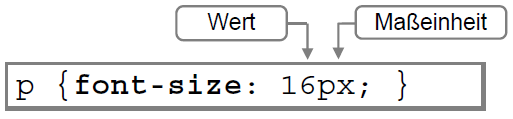 Wert Maßeinheit
p {font-size: 16px; }